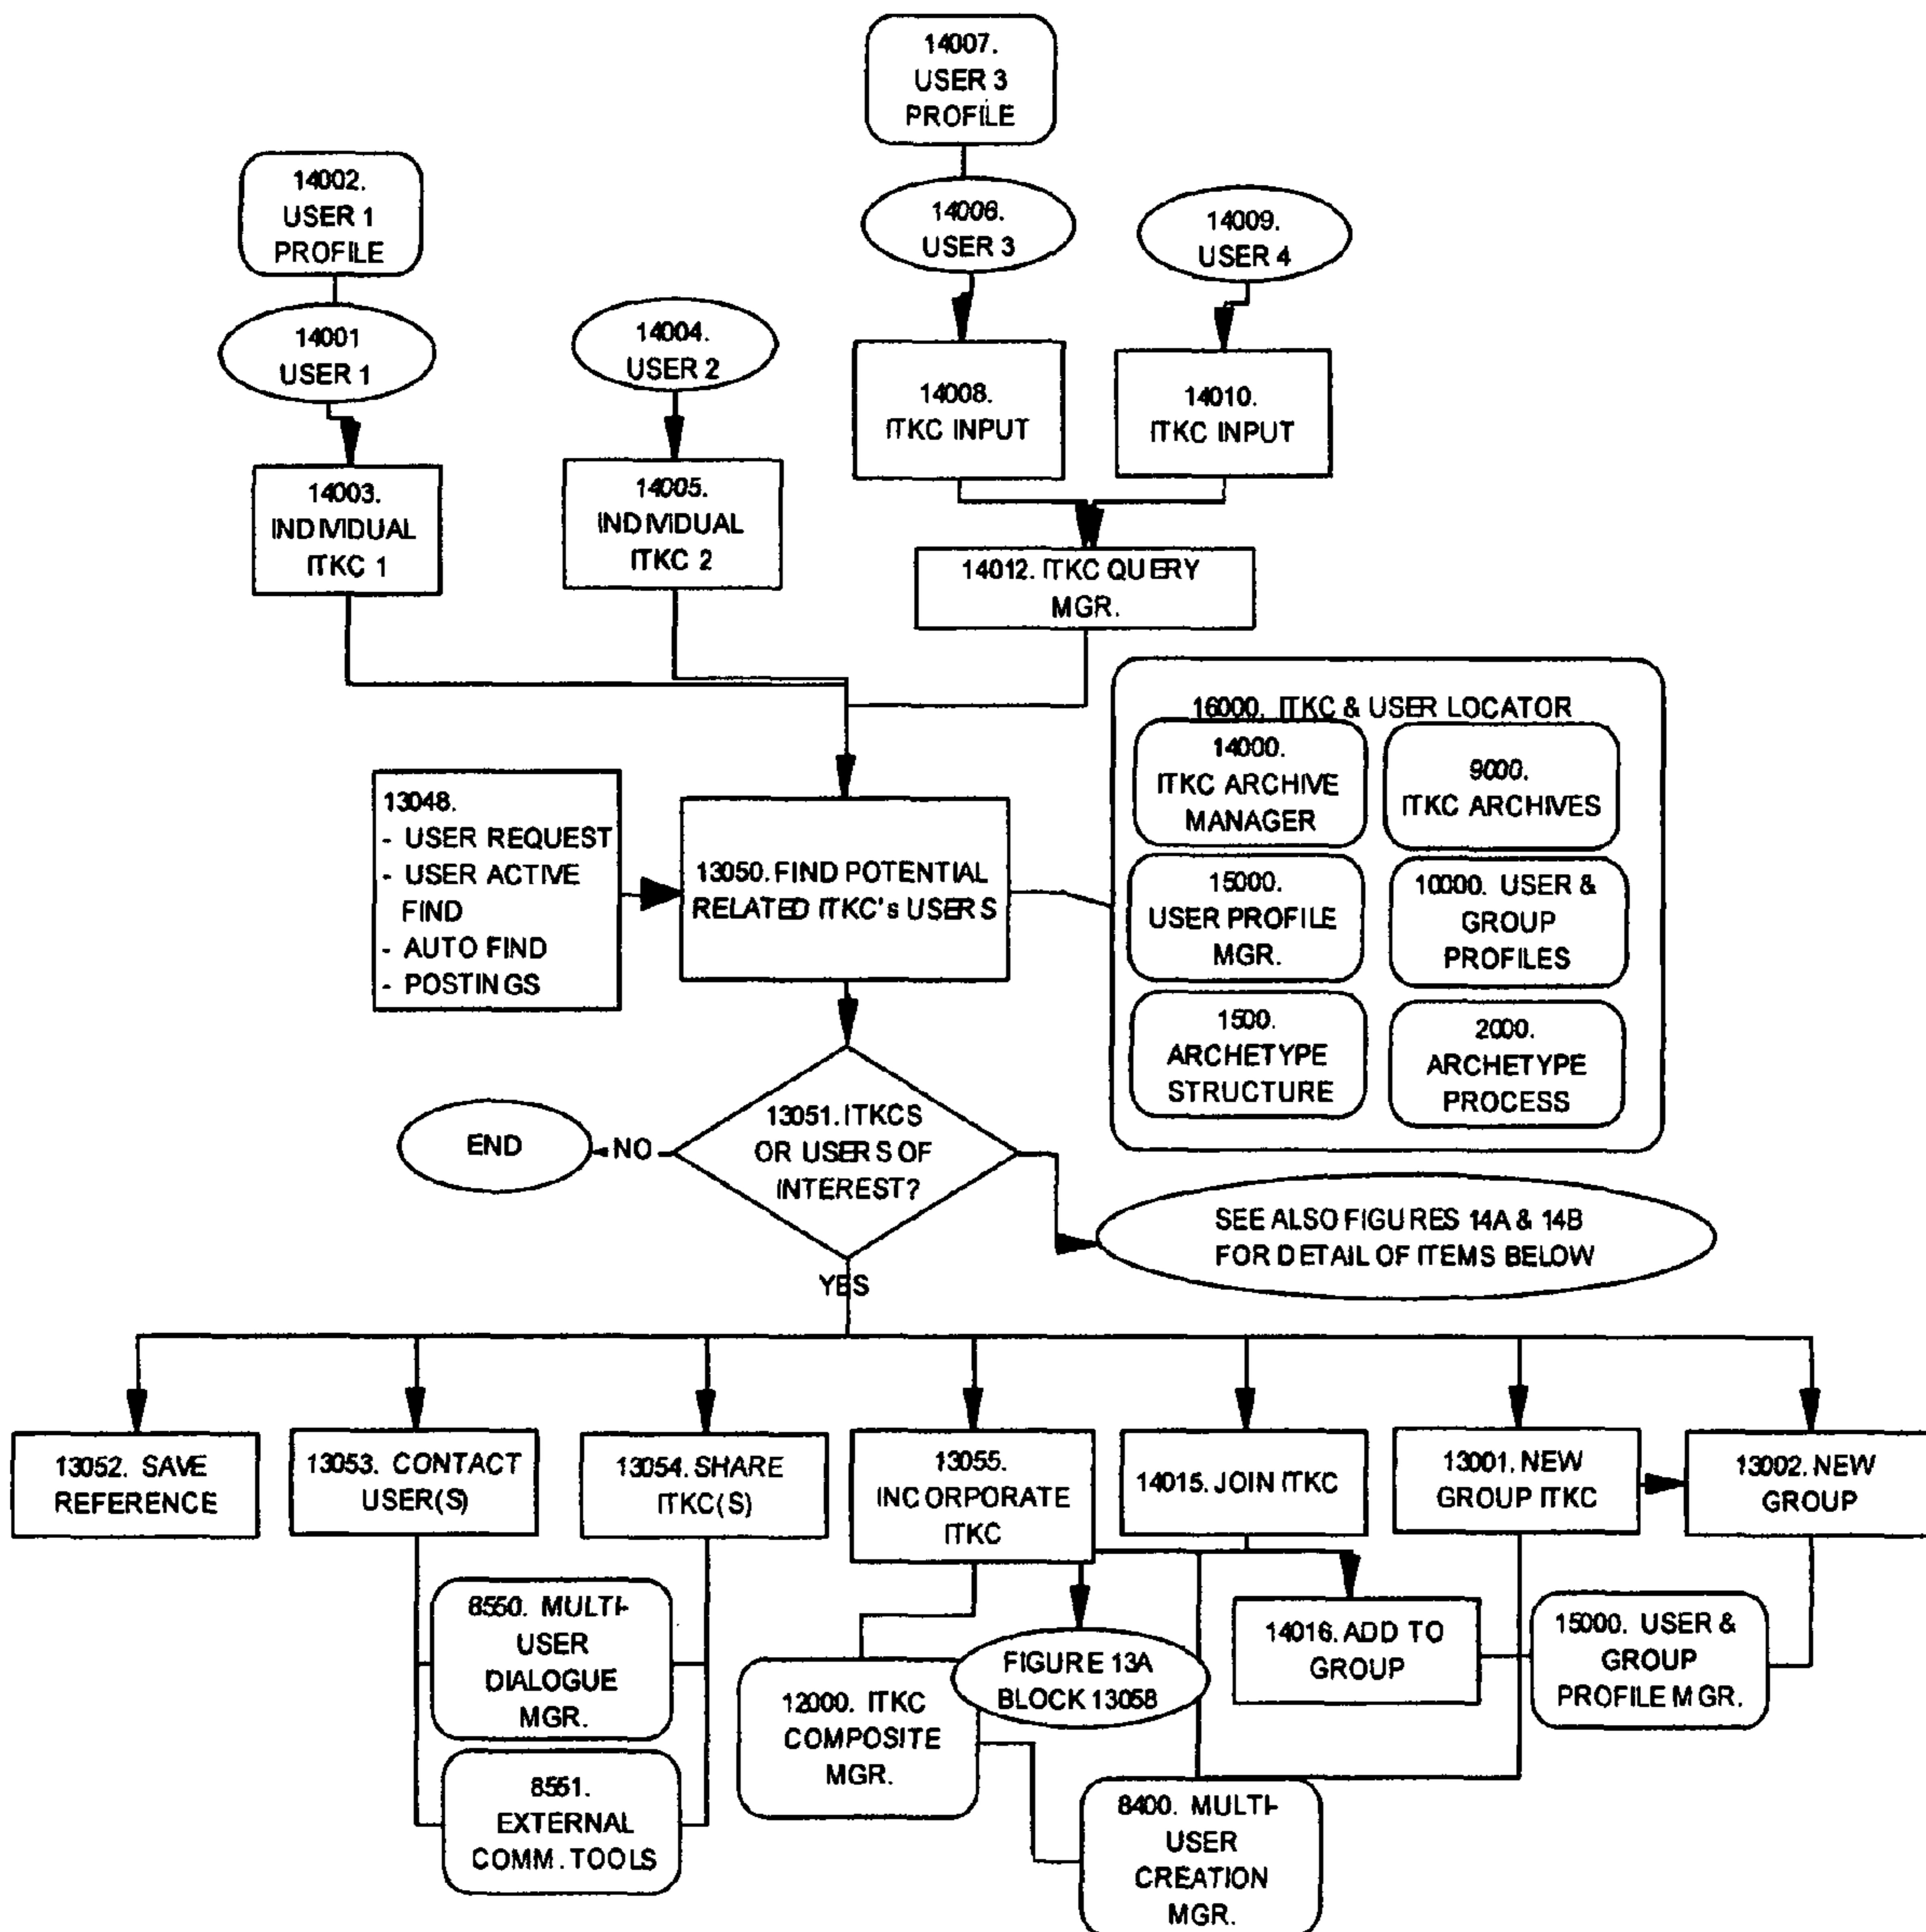 14007.
USER 3
PROFILE
14002.
USER 1
PROFILE
14006.
USER 3
14009.
USER 4
14001
USER 1
14004.
USER 2
14008.
ITKC INPUT
14010.
ITKC INPUT
14003.
INDIVIDUAL
ITKC 1
14005.
INDIVIDUAL
ITKC 2
14012. ITKC QUERY
MGR.
16000. ITKC & USER LOCATOR
14000.
ITKC ARCHIVE
MANAGER
9000.
ITKC ARCHIVES
13048.
- USER REQUEST
- USER ACTIVE
FIND
- AUTO FIND
- POSTINGS
13050. FIND POTENTIAL
RELATED ITKC's USERS
15000.
USER PROFILE
MGR.
10000. USER &
GROUP
PROFILES
1500.
ARCHETYPE
STRUCTURE
2000.
ARCHETYPE
PROCESS
END
NO
13051. ITKCS
OR USERS OF
INTEREST?
SEE ALSO FIGURES 14A & 14B
FOR DETAIL OF ITEMS BELOW
YES
13052. SAVE
REFERENCE
13053. CONTACT
USER(S)
13054. SHARE
ITKC(S)
13055.
INCORPORATE
ITKC
14015. JOIN ITKC
13001. NEW
GROUP ITKC
13002. NEW
GROUP
8550. MULTI-
USER
DIALOGUE
MGR.
8551.
EXTERNAL
COMM. TOOLS
12000. ITKC
COMPOSITE
MGR.
FIGURE 13A
BLOCK 13058
14016. ADD TO
GROUP
15000. USER &
GROUP
PROFILE MGR.
8400. MULTI-
USER
CREATION
MGR.